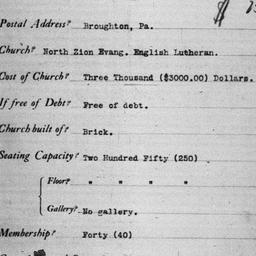 $
Postal Address? Broughton, Pa.
Church? North Zion Evang. English Lutheran.
Cost of Church? Three Thousand ($3000.00) Dollars.
If free of Debt? Free of debt.
Church built of? Brick.
Seating Capacity? Two Hundred Fifty (250)
Floor? " " " "
Gallery? No gallery.
Membership? Forty (40)